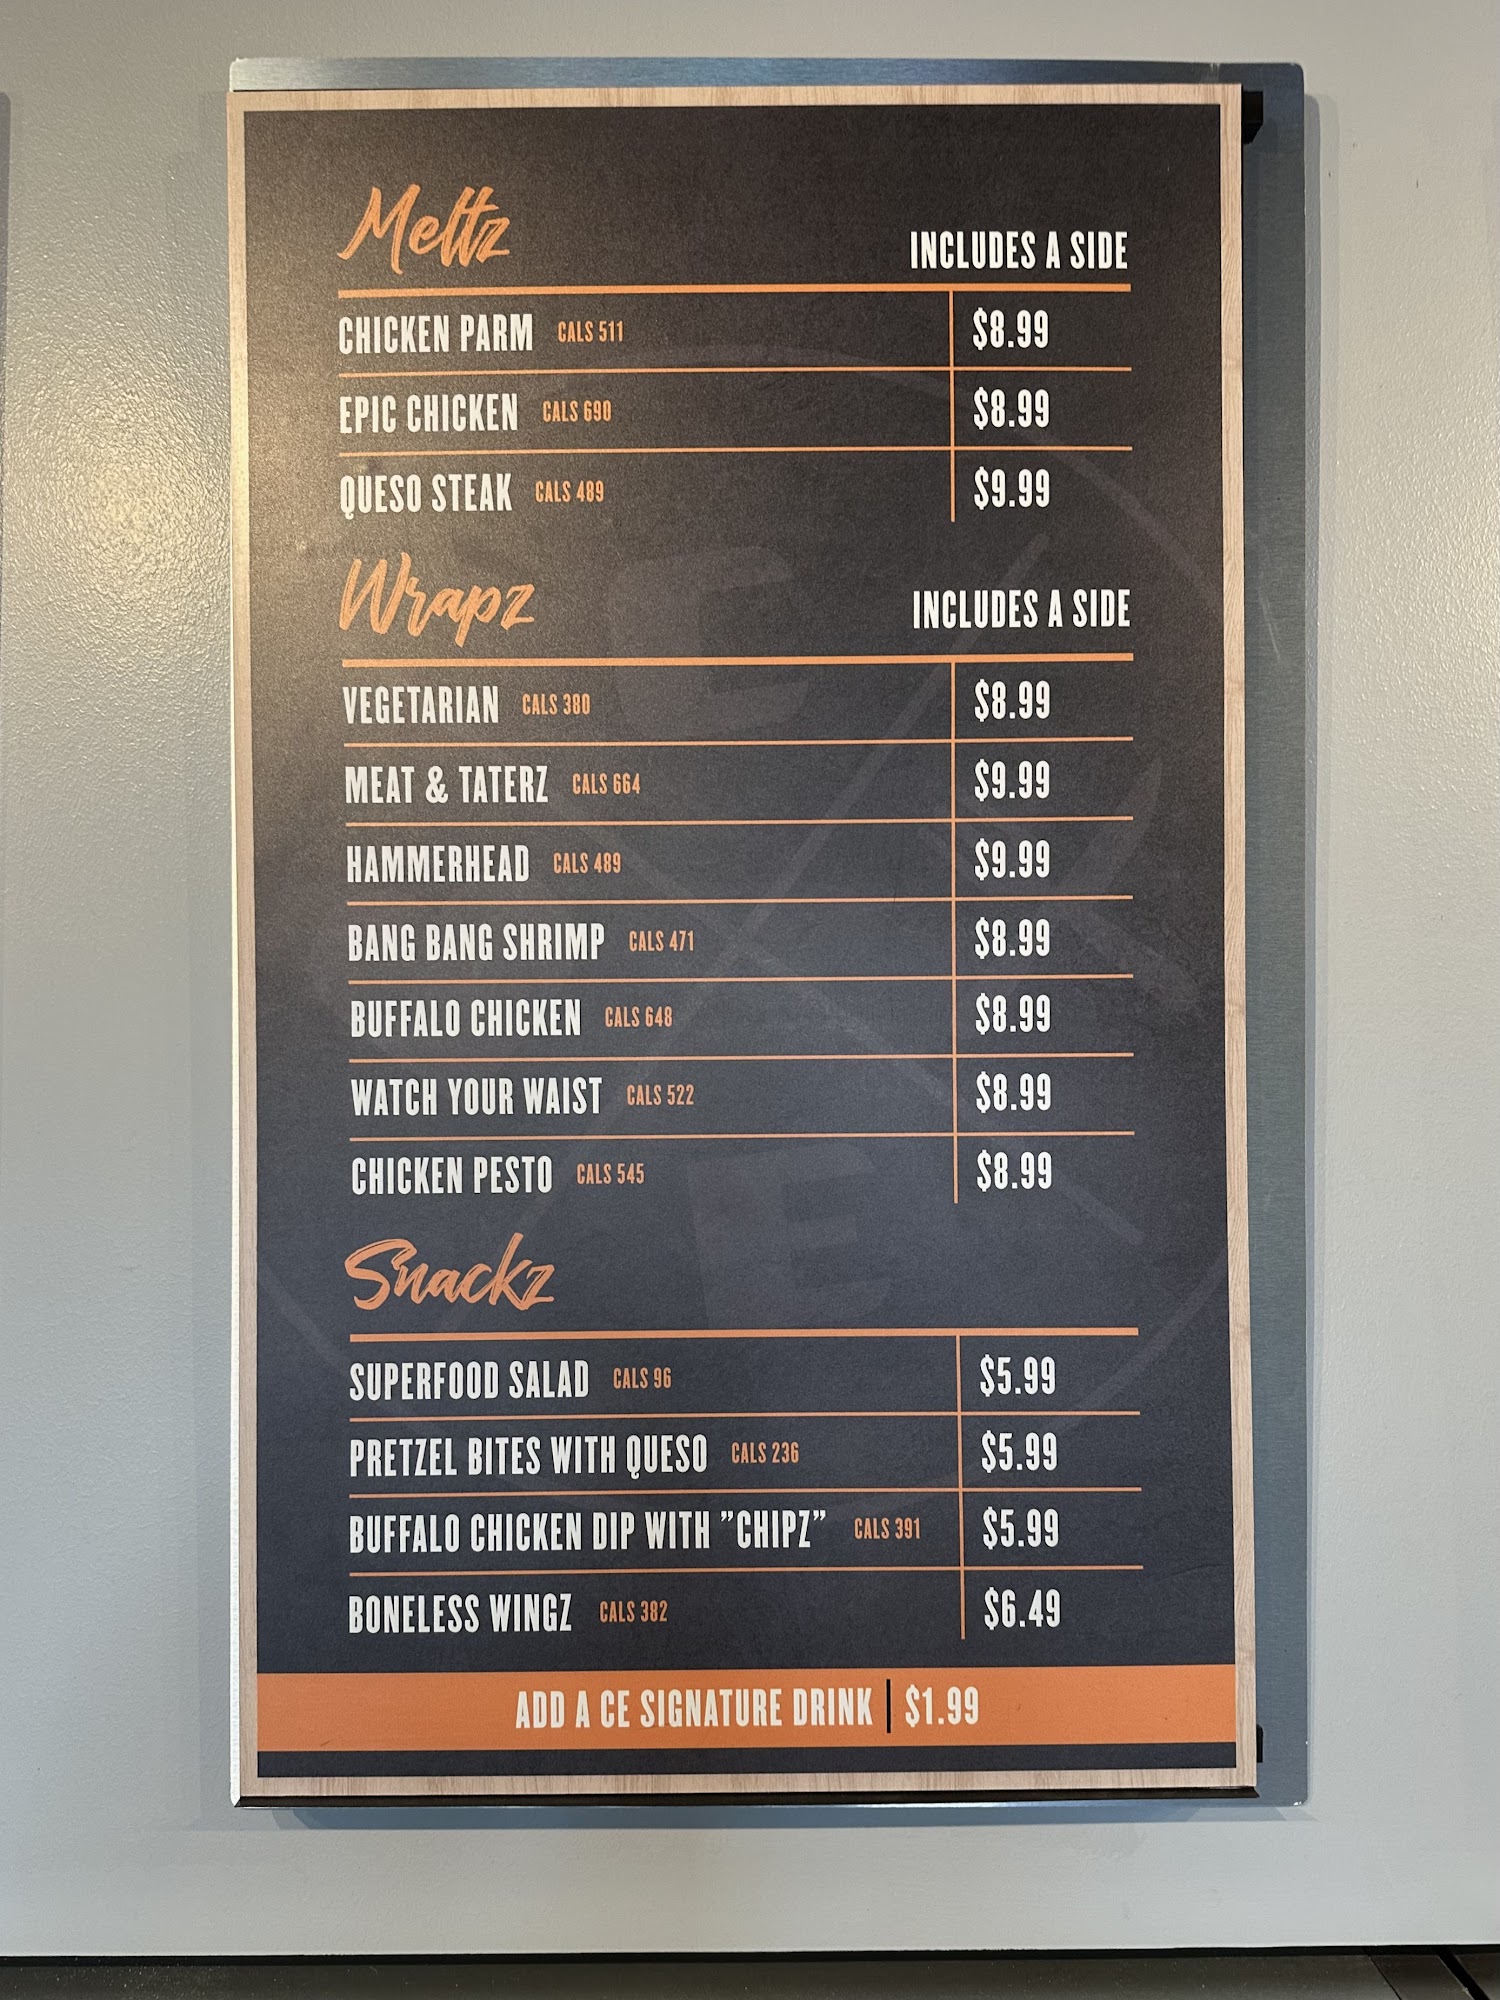 Meltz INCLUDES A SIDE
CHICKEN PARM CALS 511 $8.99
EPIC CHICKEN CALS 690 $8.99
QUESO STEAK CALS 489 $9.99
Wrapz INCLUDES A SIDE
VEGETARIAN CALS 380 $8.99
MEAT & TATERZ CALS 664 $9.99
HAMMERHEAD CALS 489 $9.99
BANG BANG SHRIMP CALS 471 $8.99
BUFFALO CHICKEN CALS 648 $8.99
WATCH YOUR WAIST CALS 522 $8.99
CHICKEN PESTO CALS 545 $8.99
Snackz
SUPERFOOD SALAD CALS 96 $5.99
PRETZEL BITES WITH QUESO CALS 236 $5.99
BUFFALO CHICKEN DIP WITH ”CHIPZ” CALS 391 $5.99
BONELESS WINGZ CALS 382 $6.49
ADD A CE SIGNATURE DRINK | $1.99